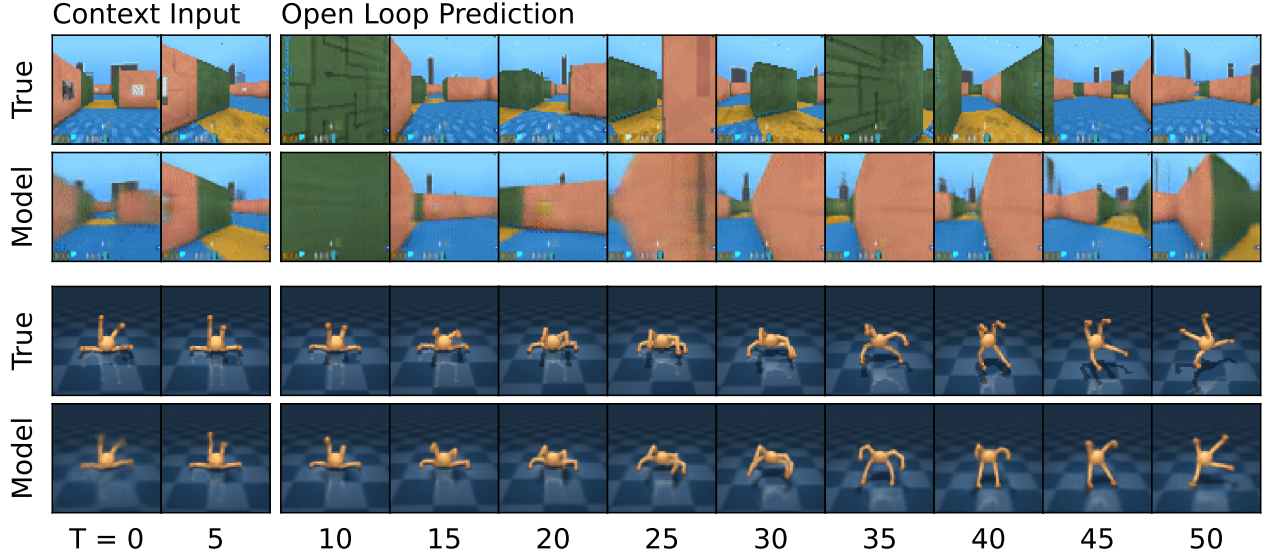 Context Input
Open Loop Prediction
True
Model
True
Model
T = 0 5 10 15 20 25 30 35 40 45 50